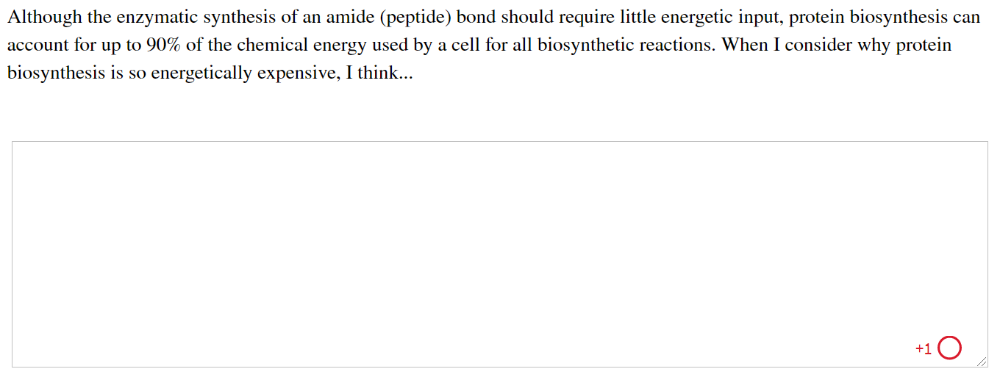 Although the enzymatic synthesis of an amide (peptide) bond should require little energetic input, protein biosynthesis can
account for up to 90% of the chemical energy used by a cell for all biosynthetic reactions. When I consider why protein
biosynthesis is so energetically expensive, I think...
+1